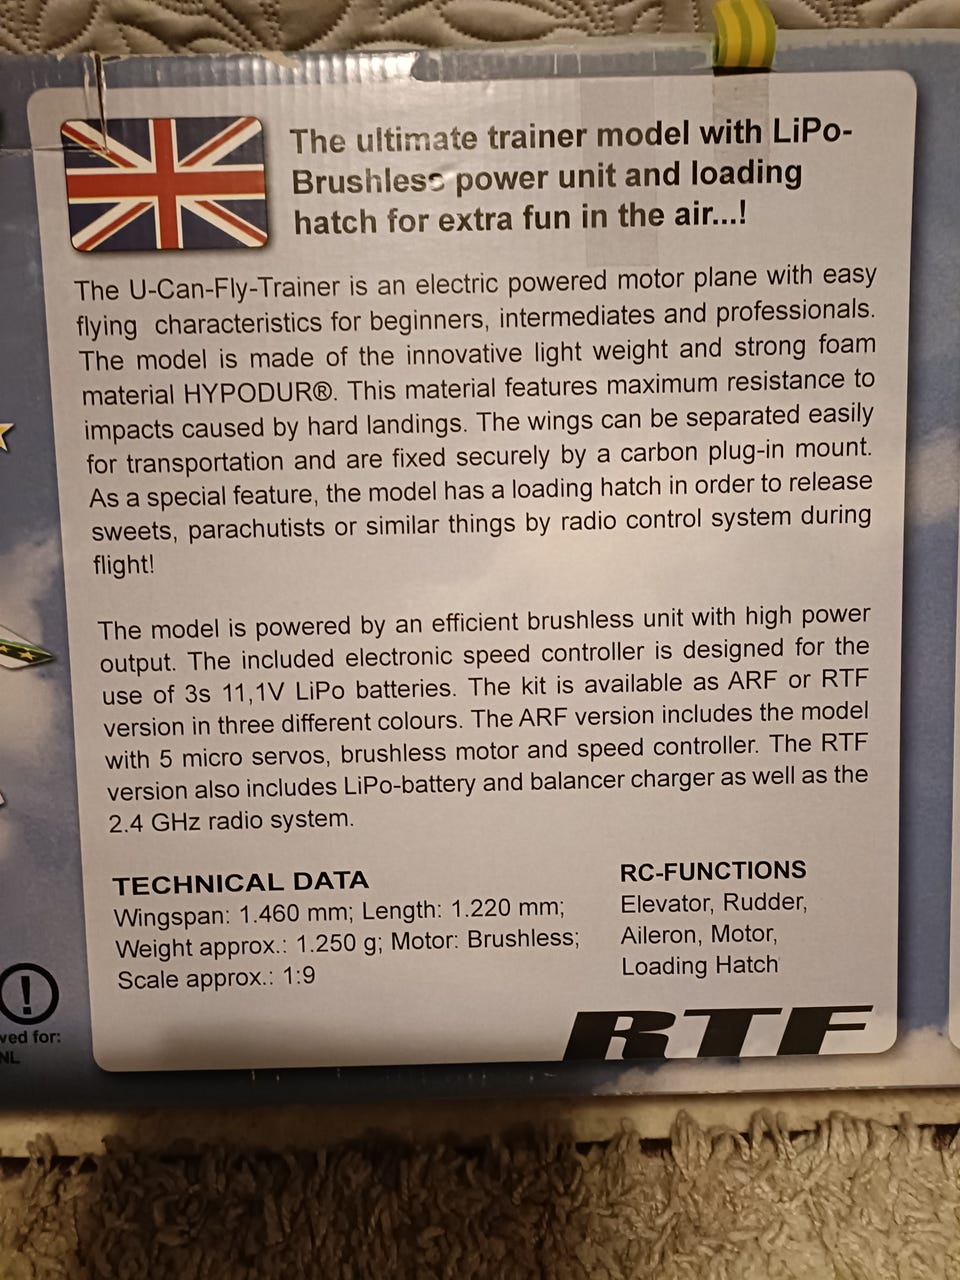 The ultimate trainer model with LiPo-
Brushless power unit and loading
hatch for extra fun in the air...!
The U-Can-Fly-Trainer is an electric powered motor plane with easy
flying characteristics for beginners, intermediates and professionals.
The model is made of the innovative light weight and strong foam
material HYPODUR®. This material features maximum resistance to
impacts caused by hard landings. The wings can be separated easily
for transportation and are fixed securely by a carbon plug-in mount.
As a special feature, the model has a loading hatch in order to release
sweets, parachutists or similar things by radio control system during
flight!
The model is powered by an efficient brushless unit with high power
output. The included electronic speed controller is designed for the
use of 3s 11,1V LiPo batteries. The kit is available as ARF or RTF
version in three different colours. The ARF version includes the model
with 5 micro servos, brushless motor and speed controller. The RTF
version also includes LiPo-battery and balancer charger as well as the
2.4 GHz radio system.
TECHNICAL DATA
Wingspan: 1.460 mm; Length: 1.220 mm;
Weight approx.: 1.250 g; Motor: Brushless;
Scale approx.: 1:9
RC-FUNCTIONS
Elevator, Rudder,
Aileron, Motor,
Loading Hatch
RTF
!
ved for:
NL